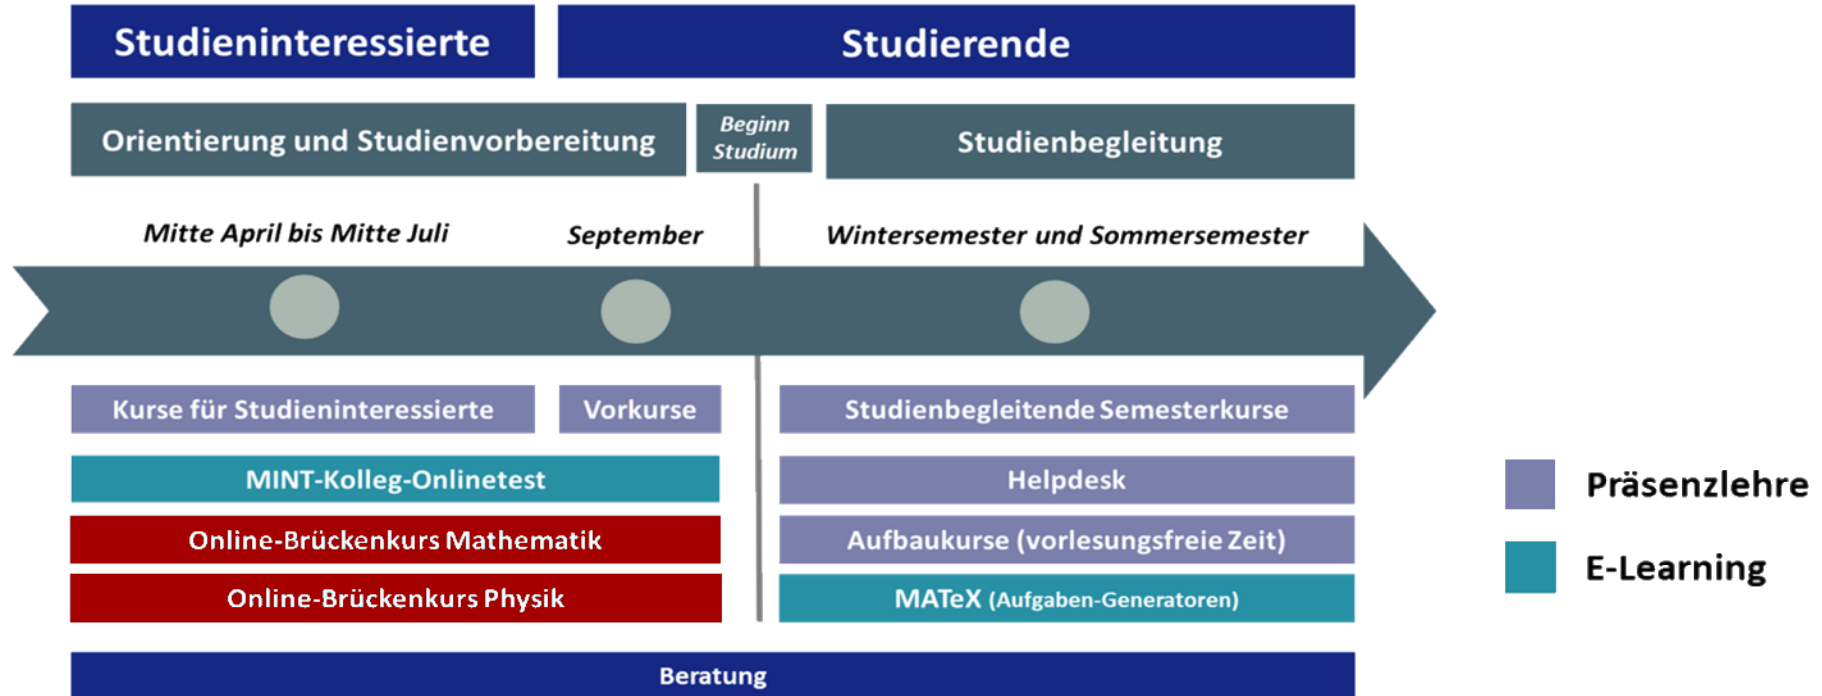 Studieninteressierte
Studierende
Orientierung und Studienvorbereitung
Beginn
Studium
Studienbegleitung
Mitte April bis Mitte Juli
September
Wintersemester und Sommersemester
Kurse für Studieninteressierte
Vorkurse
Studienbegleitende Semesterkurse
MINT-Kolleg-Onlinetest
Helpdesk
Online-Brückenkurs Mathematik
Aufbaukurse (vorlesungsfreie Zeit)
Online-Brückenkurs Physik
MATeX (Aufgaben-Generatoren)
Beratung
Präsenzlehre
E-Learning